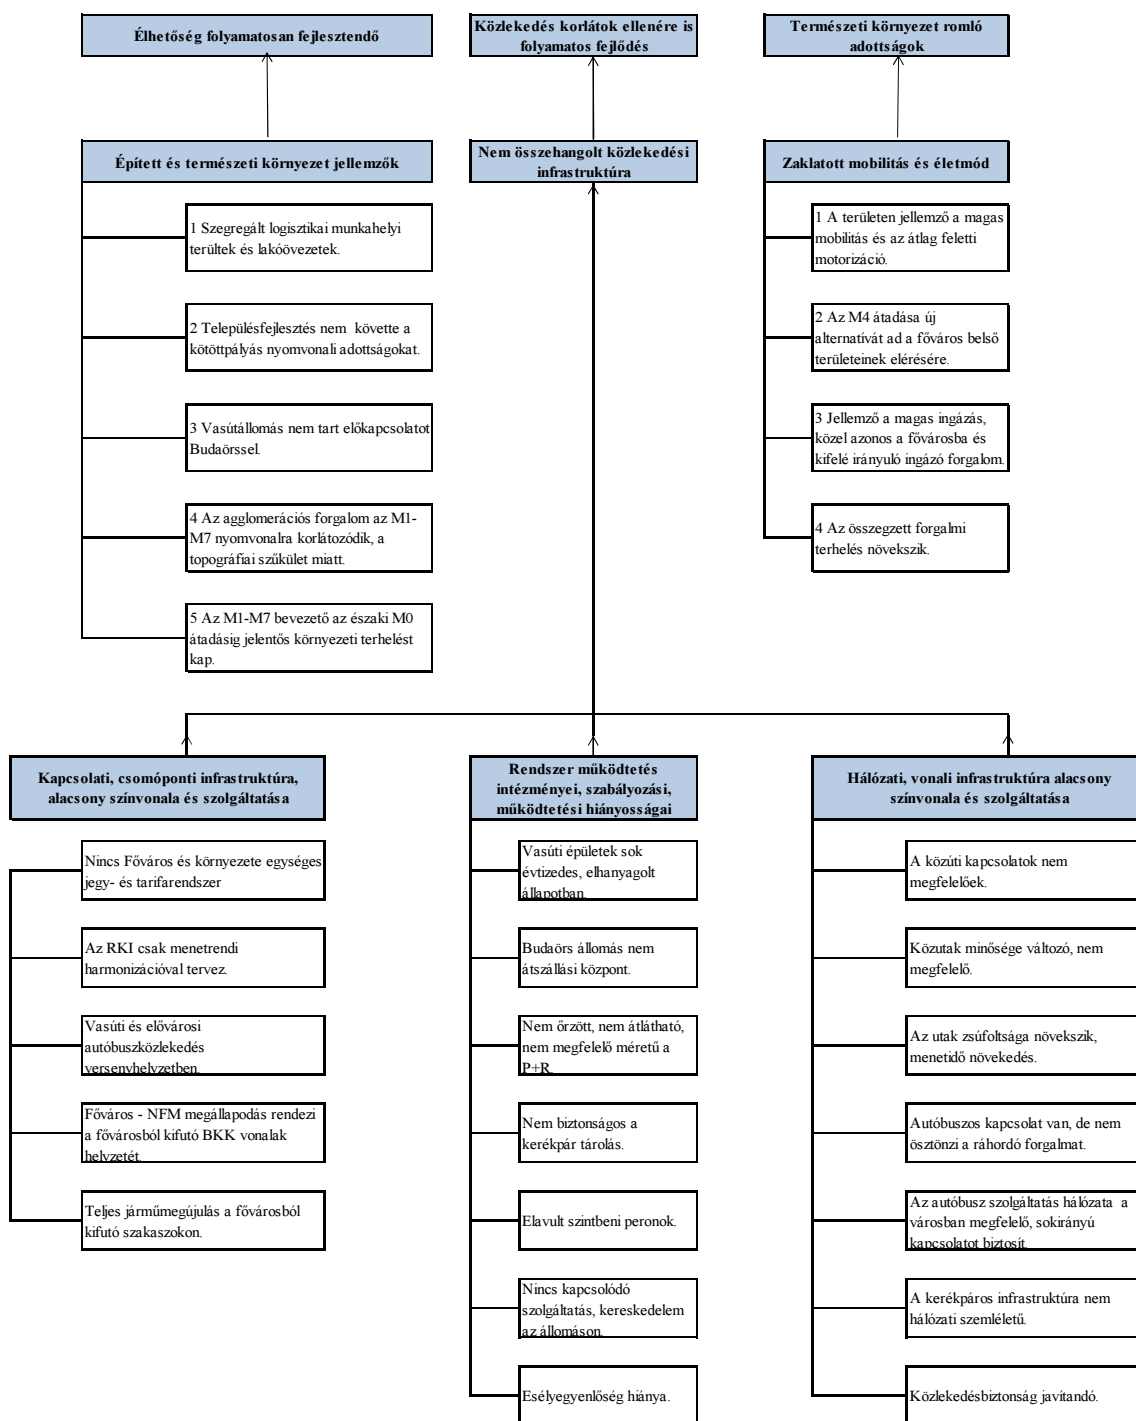 Élhetőség folyamatosan fejlesztendő
Közlekedés korlátok ellenére is
folyamatos fejlődés
Természeti környezet romló
adottságok
Épített és természeti környezet jellemzők
Nem összehangolt közlekedési
infrastruktúra
Zaklatott mobilitás és életmód
1 Szegregált logisztikai munkahelyi
terültek és lakóövezetek.
2 Településfejlesztés nem követte a
kötöttpályás nyomvonali adottságokat.
3 Vasútállomás nem tart előkapcsolatot
Budaörssel.
4 Az agglomerációs forgalom az M1-
M7 nyomvonalra korlátozódik, a
topográfiai szűkület miatt.
5 Az M1-M7 bevezető az északi M0
átadásig jelentős környezeti terhelést
kap.
1 A területen jellemző a magas
mobilitás és az átlag feletti
motorizáció.
2 Az M4 átadása új
alternatívát ad a főváros belső
területeinek elérésére.
3 Jellemző a magas ingázás,
közel azonos a fővárosba és
kifelé irányuló ingázó forgalom.
4 Az összegzett forgalmi
terhelés növekszik.
Kapcsolati, csomóponti infrastruktúra,
alacsony színvonala és szolgáltatása
Nincs Főváros és környezete egységes
jegy- és tarifarendszer
Az RKI csak menetrendi
harmonizációval tervez.
Vasúti és elővárosi
autóbuszközlekedés
versenyhelyzetben.
Főváros - NFM megállapodás rendezi
a fővárosból kifutó BKK vonalak
helyzetét.
Teljes járműmegújulás a fővárosból
kifutó szakaszokon.
Rendszer működtetés
intézményei, szabályozási,
működtetési hiányosságai
Vasúti épületek sok
évtizedes, elhanyagolt
állapotban.
Budaörs állomás nem
átszállási központ.
Nem őrzött, nem átlátható,
nem megfelelő méretű a
P+R.
Nem biztonságos a
kerékpár tárolás.
Elavult szintbeni peronok.
Nincs kapcsolódó
szolgáltatás, kereskedelem
az állomáson.
Esélyegyenlőség hiánya.
Hálózati, vonali infrastruktúra alacsony
színvonala és szolgáltatása
A közúti kapcsolatok nem
megfelelőek.
Közutak minősége változó, nem
megfelelő.
Az utak zsúfoltsága növekszik,
menetidő növekedés.
Autóbuszos kapcsolat van, de nem
ösztönzi a ráhordó forgalmat.
Az autóbusz szolgáltatás hálózata a
városban megfelelő, sokirányú
kapcsolatot biztosít.
A kerékpáros infrastruktúra nem
hálózati szemléletű.
Közlekedésbiztonság javítandó.